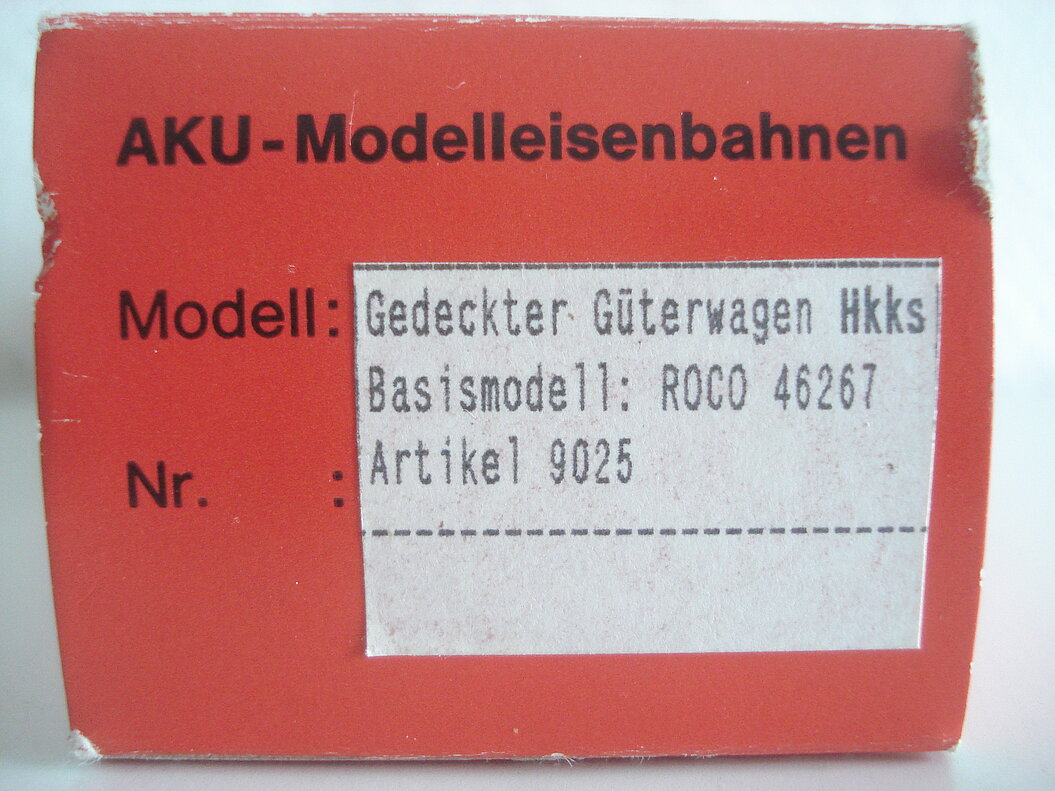 AKU-Modelleisenbahnen
Modell: Gedeckter Güterwagen Hkks
Basismodell: ROCO 46267
Nr. : Artikel 9025